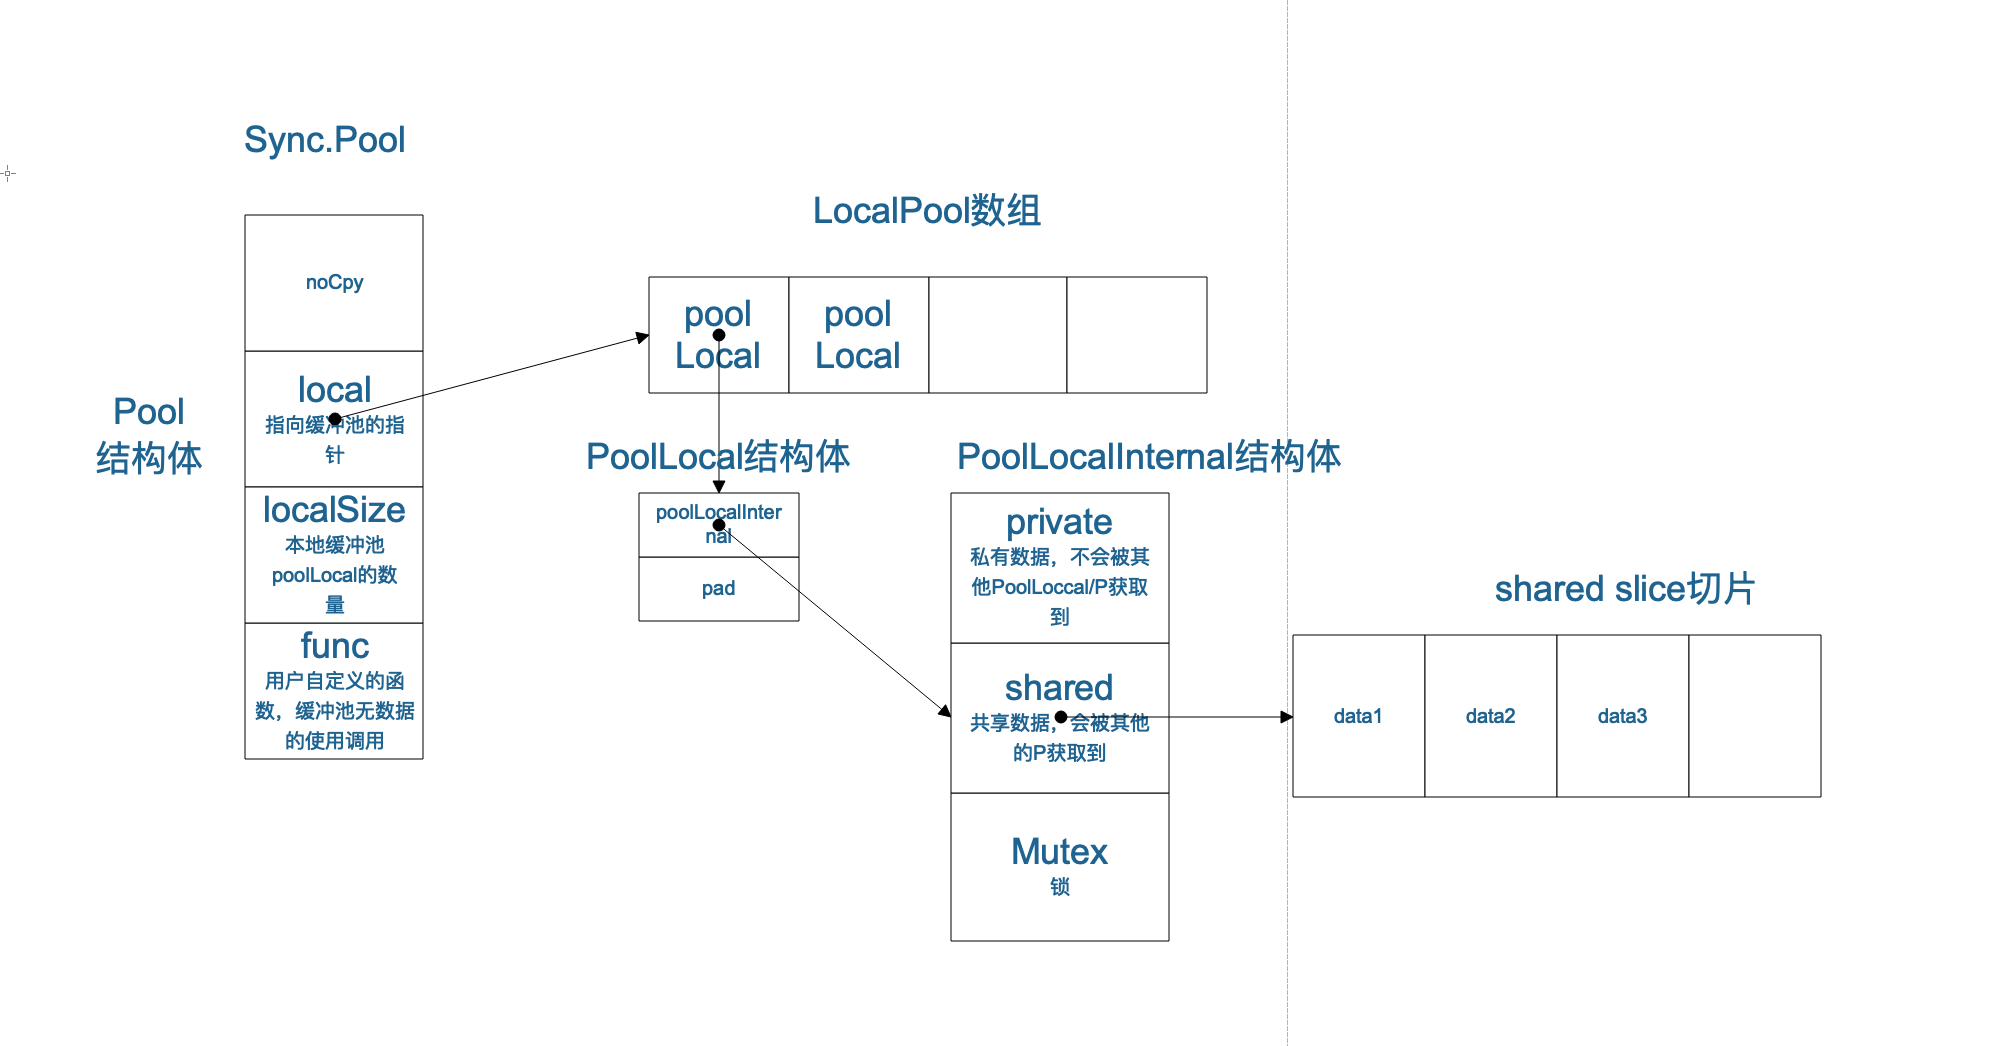 Sync.Pool
noCpy
Pool
结构体
local
指向缓冲池的指
针
localSize
本地缓冲池
poolLocal的数
量
func
用户自定义的函
数，缓冲池无数据
的使用调用
LocalPool数组
pool
Local
pool
Local
PoolLocal结构体
poolLocalInter
nal
pad
PoolLocalInternal结构体
private
私有数据，不会被其
他PoolLoccal/P获取
到
shared
共享数据，会被其他
的P获取到
Mutex
锁
shared slice切片
data1
data2
data3